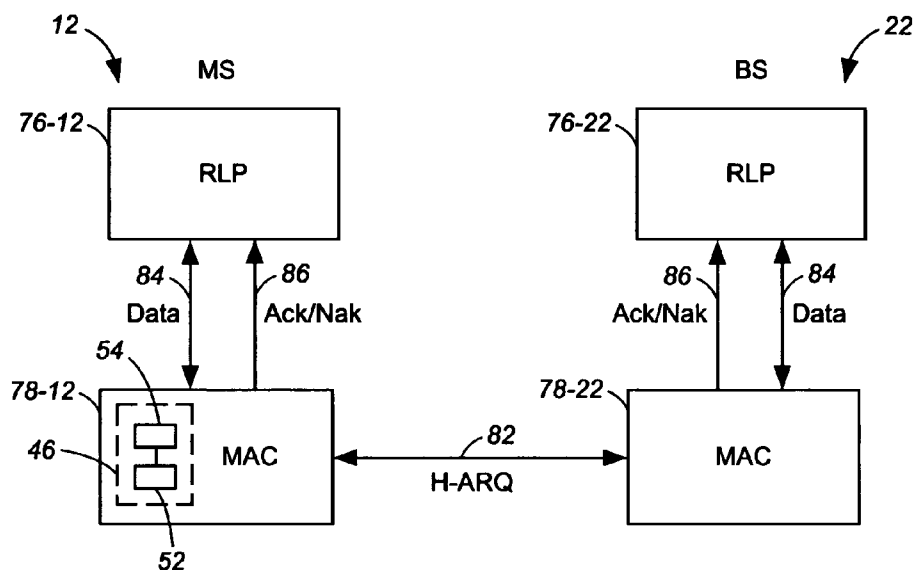 12
MS
BS
22
76-12
RLP
76-22
RLP
84
Data
86
Ack/Nak
86
Ack/Nak
84
Data
78-12
54
46
52
MAC
82
H-ARQ
78-22
MAC